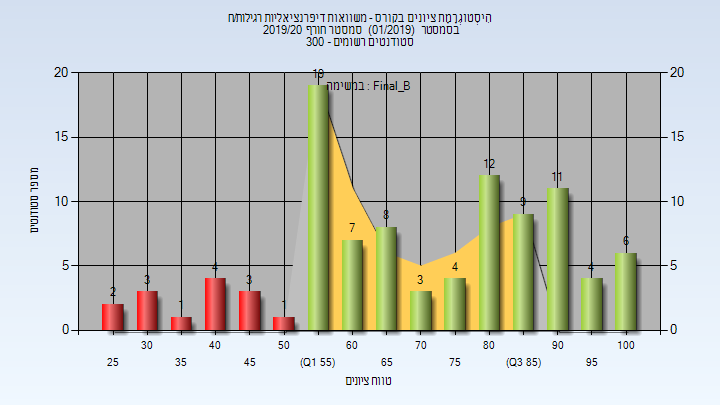 היסטוגרמת ציונים בקורס - משוואות דיפרנציאליות רגילות/ח
בסמסטר (01/2019) סמסטר חורף 2019/20
סטודנטים רשומים - 300
במשימה : Final_B
מספר סטודנטים
20 20
15 15
10 10
5 5
0 0
2 3 1 4 3 1 19 7 8 3 4 12 9 11 4 6
30 40 50 60 70 80 90 100
25 35 45 (Q1 55) 65 75 (Q3 85) 95
טווח ציונים